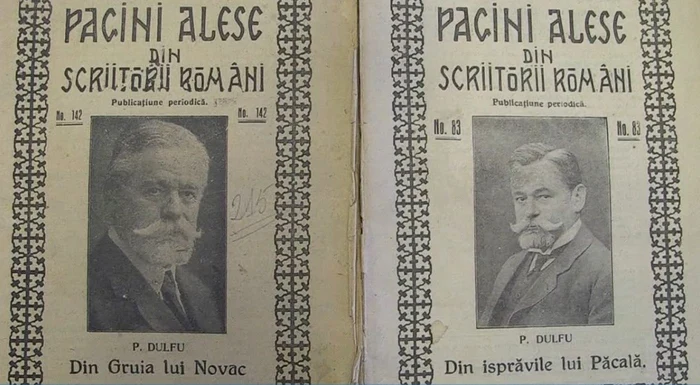 PAGINI ALESE
DIN
SCRIITORII ROMÂNI
Publicațiune periodică.
No. 142
No. 142
215
P. DULFU
Din Gruia lui Novac
PAGINI ALESE
DIN
SCRIITORII ROMÂNI
Publicațiune periodică.
No. 83
No. 83
P. DULFU
Din isprăvile lui Păcală.